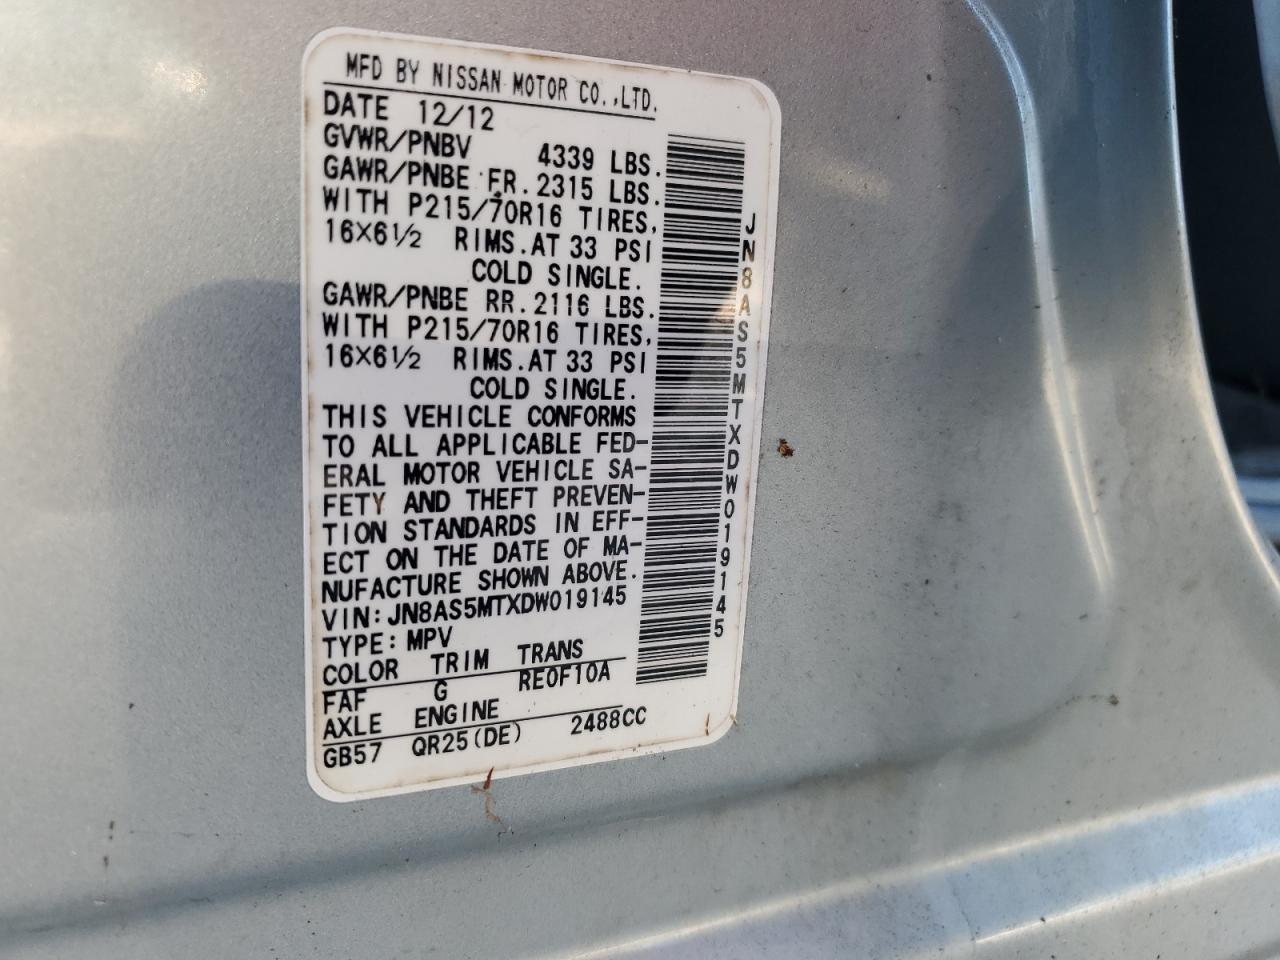 MFD BY NISSAN MOTOR CO.,LTD.
DATE 12/12
GVWR/PNBV 4339 LBS.
GAWR/PNBE FR. 2315 LBS.
WITH P215/70R16 TIRES,
16X6½ RIMS.AT 33 PSI
COLD SINGLE.
GAWR/PNBE RR. 2116 LBS.
WITH P215/70R16 TIRES,
16X6½ RIMS.AT 33 PSI
COLD SINGLE.
THIS VEHICLE CONFORMS
TO ALL APPLICABLE FED-
ERAL MOTOR VEHICLE SA-
FETY AND THEFT PREVEN-
TION STANDARDS IN EFF-
ECT ON THE DATE OF MA-
NUFACTURE SHOWN ABOVE.
VIN:JN8AS5MTXDW019145
TYPE:MPV
COLOR TRIM TRANS
FAF G RE0F10A
AXLE ENGINE
GB57 QR25(DE) 2488CC
JN8AS5MTXDW019145